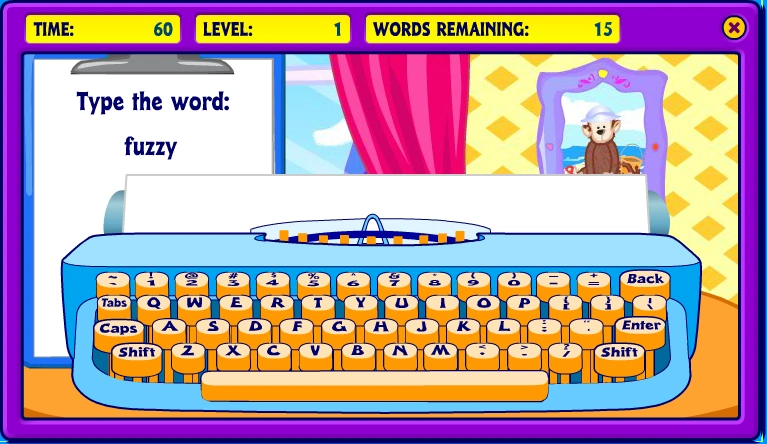 TIME: 60 LEVEL: 1 WORDS REMAINING: 15
Type the word:
fuzzy
~ ! 1 @ 2 # 3 $ 4 % 5 ^ 6 & 7 * 8 ( 9 ) 0 - + = Back
Tabs Q W E R T Y U I O P { [ } ] \
Caps A S D F G H J K L : ; " ' Enter
Shift Z X C V B N M < , > . ? / Shift